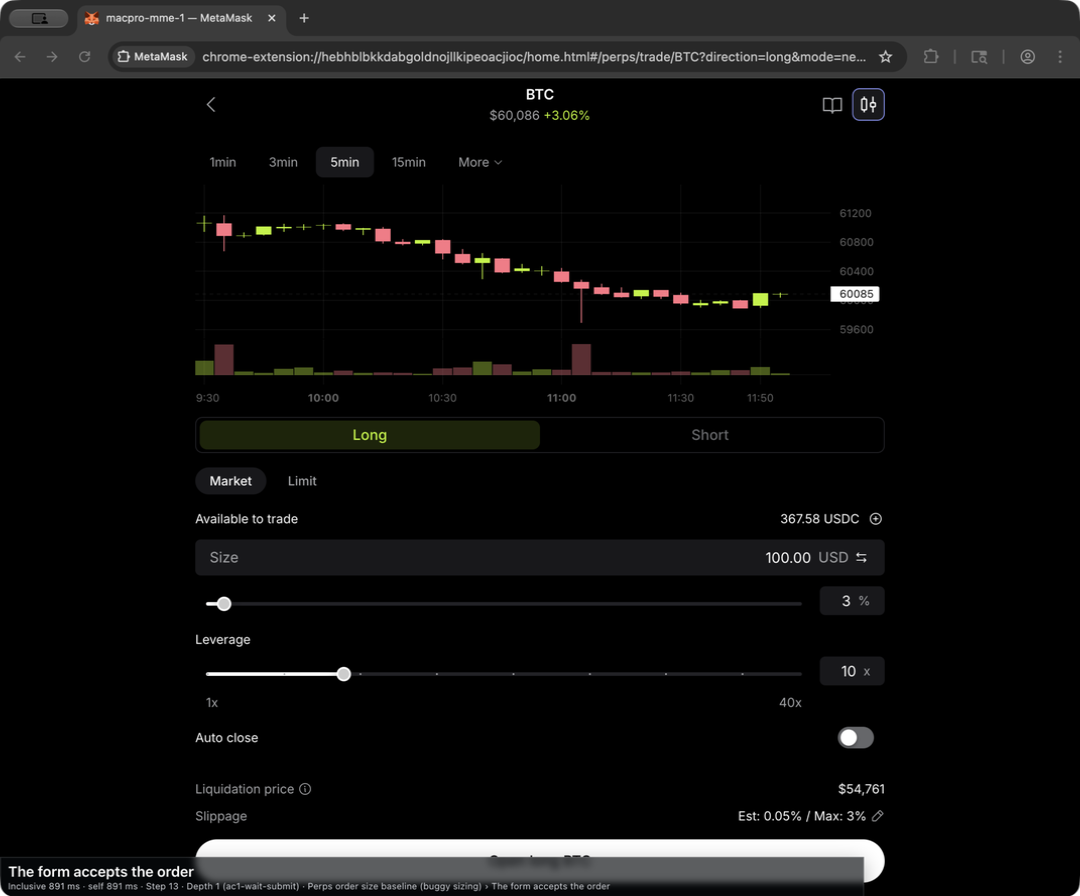 macpro-mme-1 — MetaMask
MetaMask
chrome-extension://hebhhblbkkdabgoldnojllkipeoacjioc/home.html#/perps/trade/BTC?direction=long&mode=ne...
BTC
$60,086 +3.06%
1min 3min 5min 15min More
61200
60800
60400
60085
59600
9:30 10:00 10:30 11:00 11:30 11:50
Long Short
Market Limit
Available to trade 367.58 USDC
Size 100.00 USD
3 %
Leverage
10 x
1x 40x
Auto close
Liquidation price $54,761
Slippage Est: 0.05% / Max: 3%
The form accepts the order
Inclusive 891 ms · self 891 ms · Step 13 · Depth 1 (ac1-wait-submit) · Perps order size baseline (buggy sizing) › The form accepts the order